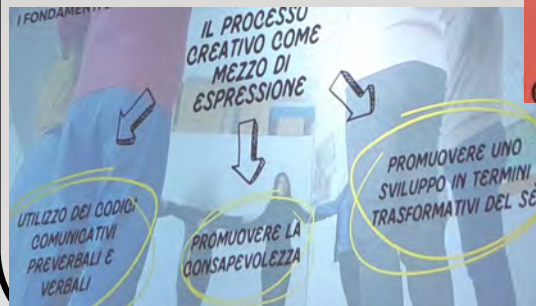 I FONDAMENTI
IL PROCESSO
CREATIVO COME
MEZZO DI
ESPRESSIONE
UTILIZZO DEI CODICI
COMUNICATIVI
PREVERBALI E
VERBALI
PROMUOVERE LA
CONSAPEVOLEZZA
PROMUOVERE UNO
SVILUPPO IN TERMINI
TRASFORMATIVI DEL SÉ